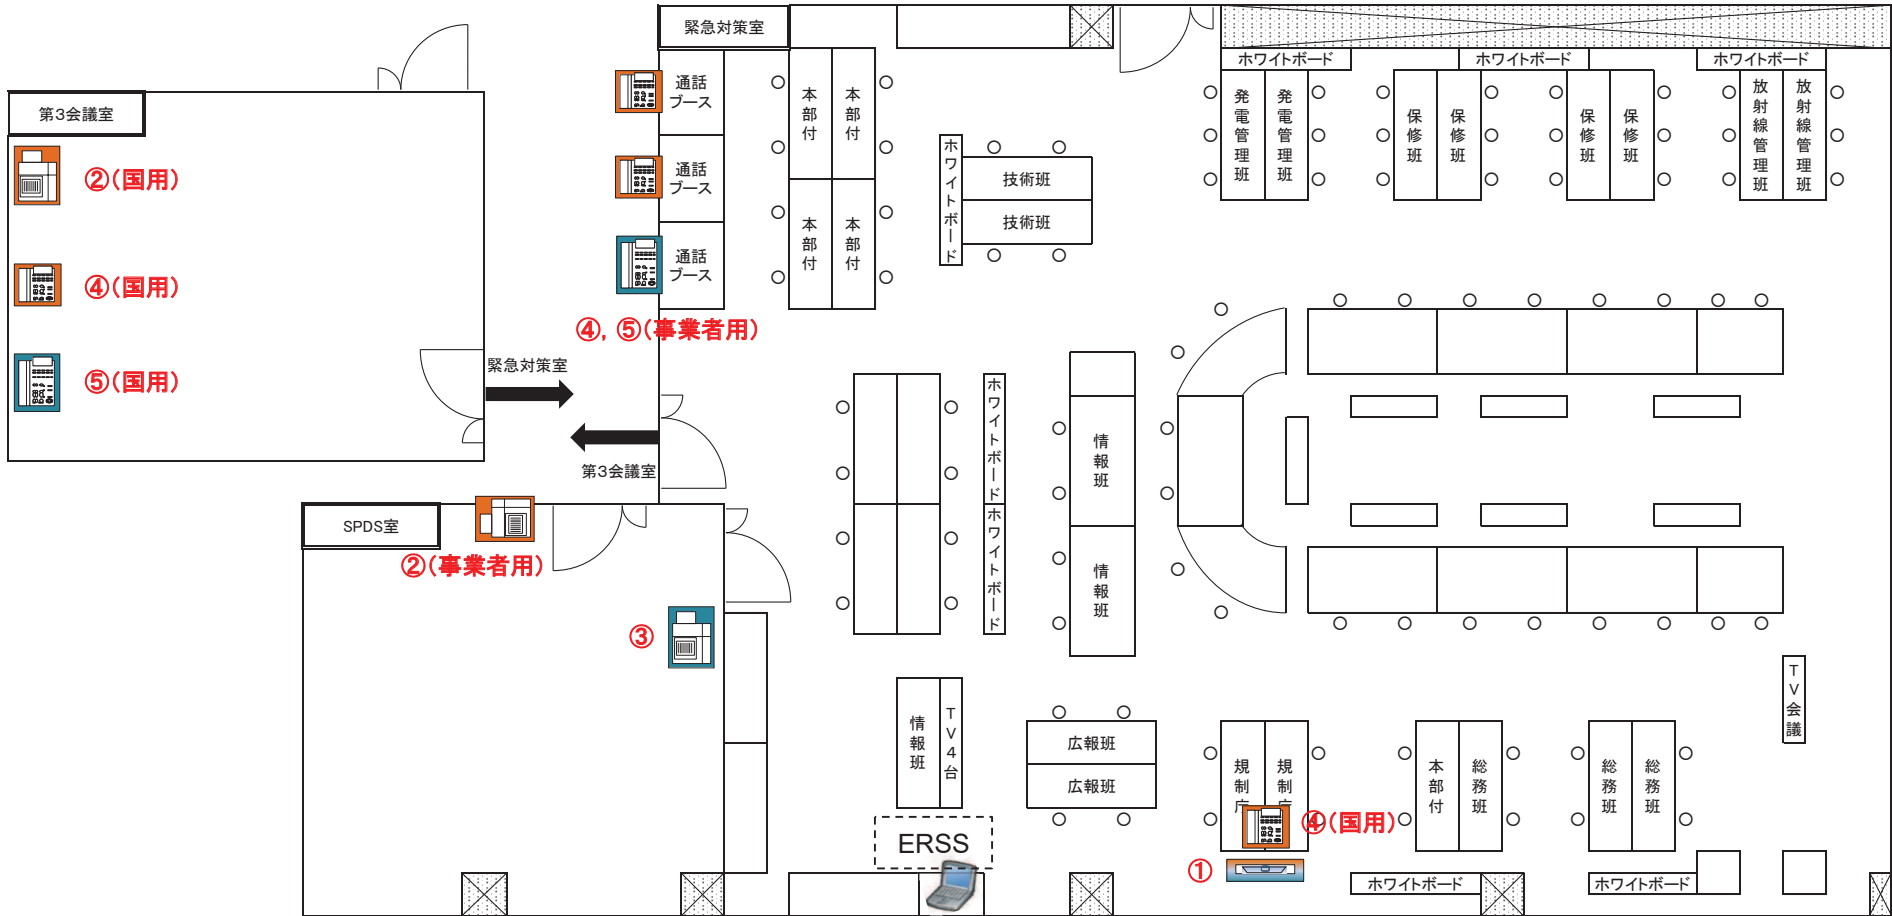 緊急対策室
第3会議室
②(国用)
④(国用)
⑤(国用)
通話
ブース
通話
ブース
通話
ブース
④, ⑤(事業者用)
本部付
本部付
本部付
本部付
ホワイトボード
技術班
技術班
ホワイトボード
ホワイトボード
ホワイトボード
発電管理班
発電管理班
保修班
保修班
保修班
保修班
放射線管理班
放射線管理班
緊急対策室
第3会議室
SPDS室
②(事業者用)
③
ホワイトボード
ホワイトボード
情報班
情報班
情報班
TV4台
広報班
広報班
ERSS
規制庁
規制庁
④(国用)
①
本部付
総務班
総務班
総務班
TV会議
ホワイトボード
ホワイトボード